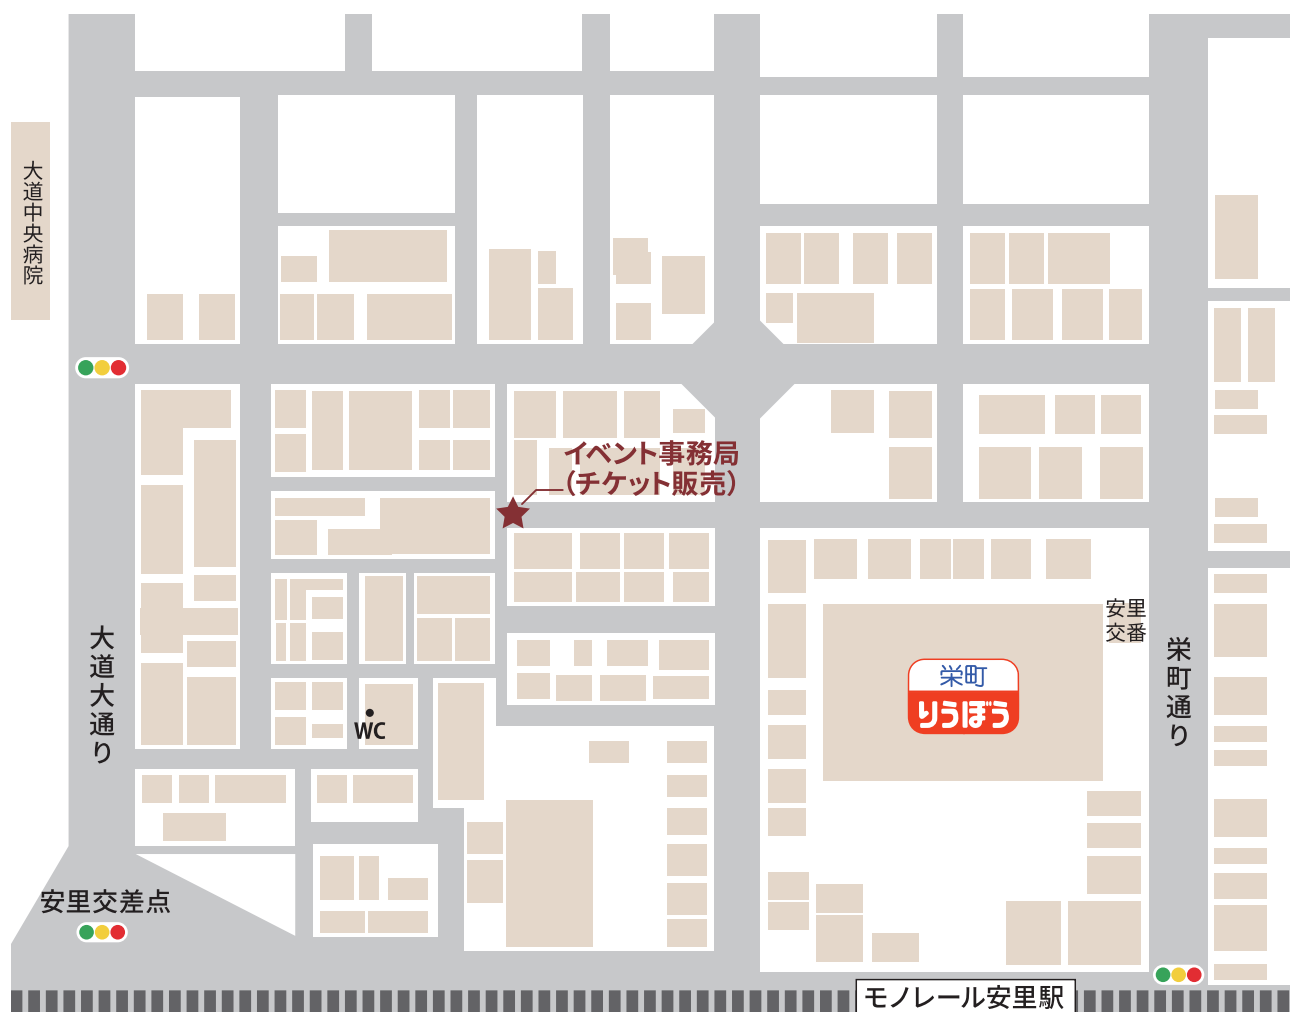 大道中央病院
イベント事務局
（チケット販売）
安里
交番
大道大通り
栄町
りうぼう
栄町通り
WC
安里交差点
モノレール安里駅